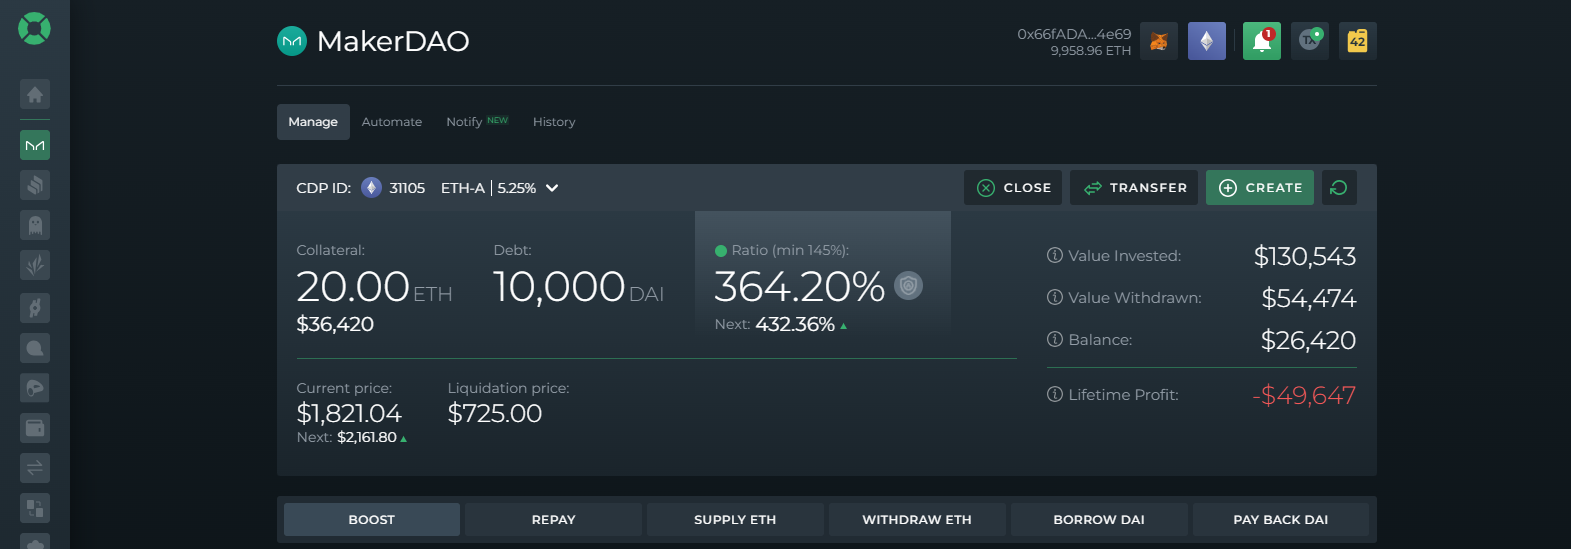 MakerDAO
0x66fADA...4e69
9,958.96 ETH
1
TX
42
Manage
Automate
Notify NEW
History
CDP ID: 31105 ETH-A | 5.25%
CLOSE
TRANSFER
CREATE
Collateral:
20.00 ETH
$36,420
Debt:
10,000 DAI
Ratio (min 145%):
364.20%
Next: 432.36%
Current price:
$1,821.04
Next: $2,161.80
Liquidation price:
$725.00
Value Invested: $130,543
Value Withdrawn: $54,474
Balance: $26,420
Lifetime Profit: -$49,647
BOOST
REPAY
SUPPLY ETH
WITHDRAW ETH
BORROW DAI
PAY BACK DAI